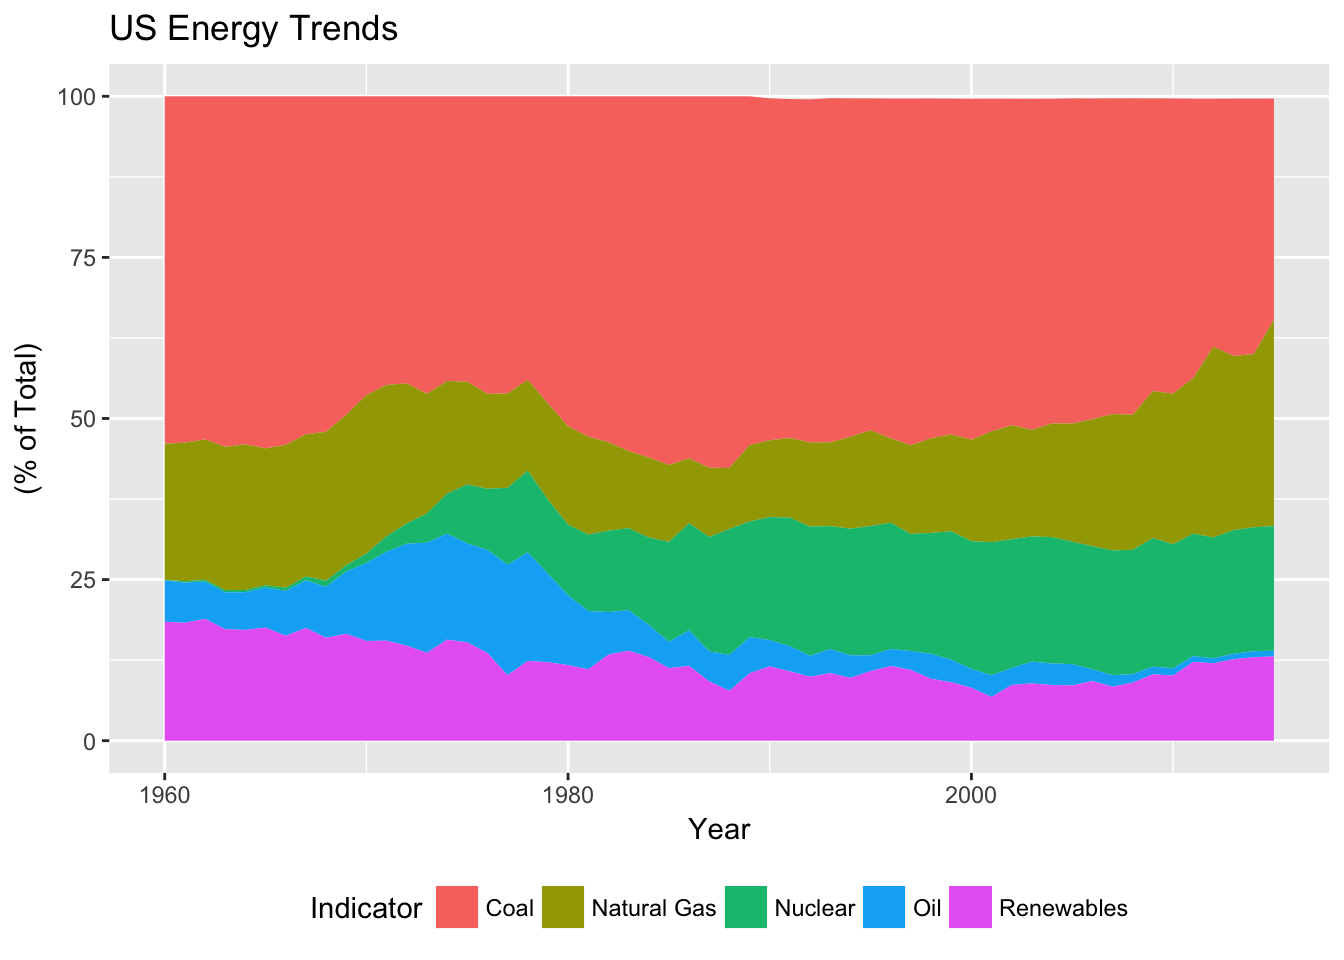 US Energy Trends
(% of Total)
100
75
50
25
0
1960 1980 2000
Year
Indicator Coal Natural Gas Nuclear Oil Renewables